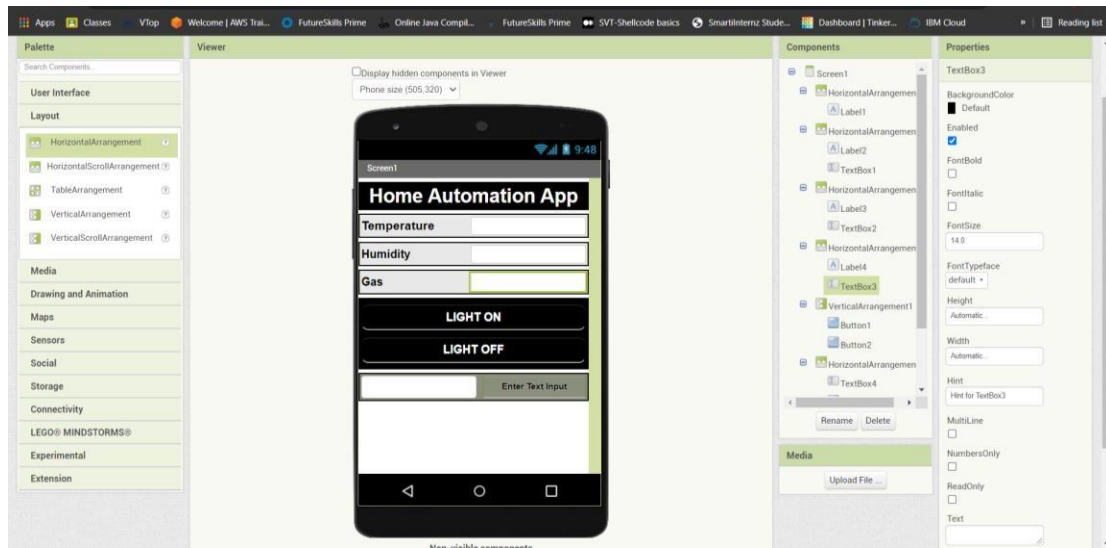 Apps Classes VTop Welcome | AWS Trai... FutureSkills Prime Online Java Compil... FutureSkills Prime SVT-Shellcode basics SmartiInternz Stude... Dashboard | Tinker... IBM Cloud » Reading list
Palette
Search Components...
User Interface
Layout
HorizontalArrangement
HorizontalScrollArrangement
TableArrangement
VerticalArrangement
VerticalScrollArrangement
Media
Drawing and Animation
Maps
Sensors
Social
Storage
Connectivity
LEGO® MINDSTORMS®
Experimental
Extension
Viewer
Display hidden components in Viewer
Phone size (505,320)
9:48
Screen1
Home Automation App
Temperature
Humidity
Gas
LIGHT ON
LIGHT OFF
Enter Text Input
Non-visible components
Components
Screen1
HorizontalArrangemen
Label1
HorizontalArrangemen
Label2
TextBox1
HorizontalArrangemen
Label3
TextBox2
HorizontalArrangemen
Label4
TextBox3
VerticalArrangement1
Button1
Button2
HorizontalArrangemen
TextBox4
Rename Delete
Media
Upload File ...
Properties
TextBox3
BackgroundColor
Default
Enabled
FontBold
FontItalic
FontSize
14.0
FontTypeface
default
Height
Automatic...
Width
Automatic...
Hint
Hint for TextBox3
MultiLine
NumbersOnly
ReadOnly
Text